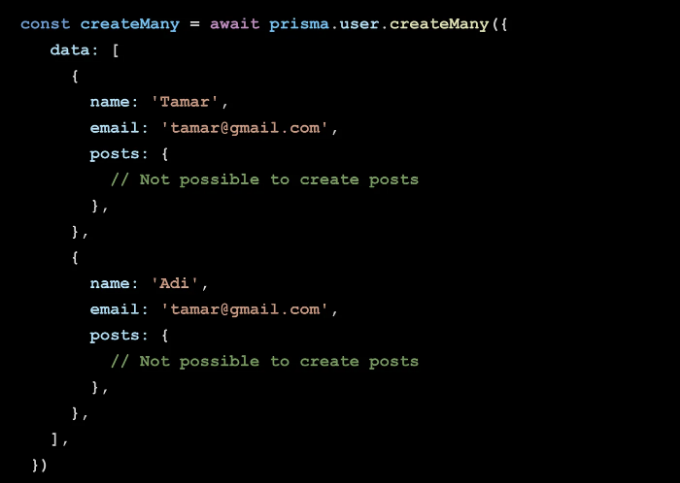 const createMany = await prisma.user.createMany({
data: [
{
name: 'Tamar',
email: 'tamar@gmail.com',
posts: {
// Not possible to create posts
},
},
{
name: 'Adi',
email: 'tamar@gmail.com',
posts: {
// Not possible to create posts
},
},
],
})